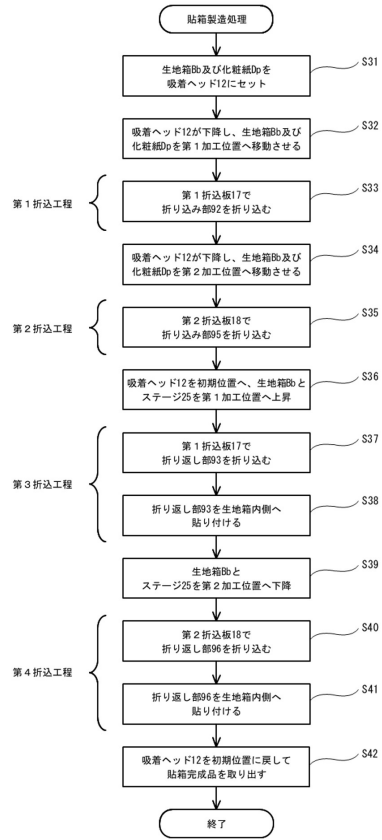 貼箱製造処理
生地箱Bb及び化粧紙Dpを
吸着ヘッド12にセット
S31
吸着ヘッド12が下降し、生地箱Bb及び
化粧紙Dpを第１加工位置へ移動させる
S32
第１折込工程
第１折込板17で
折り込み部92を折り込む
S33
吸着ヘッド12が下降し、生地箱Bb及び
化粧紙Dpを第２加工位置へ移動させる
S34
第２折込工程
第２折込板18で
折り込み部95を折り込む
S35
吸着ヘッド12を初期位置へ、生地箱Bbと
ステージ25を第１加工位置へ上昇
S36
第３折込工程
第１折込板17で
折り返し部93を折り込む
S37
折り返し部93を生地箱内側へ
貼り付ける
S38
生地箱Bbと
ステージ25を第２加工位置へ下降
S39
第４折込工程
第２折込板18で
折り返し部96を折り込む
S40
折り返し部96を生地箱内側へ
貼り付ける
S41
吸着ヘッド12を初期位置に戻して
貼箱完成品を取り出す
S42
終了